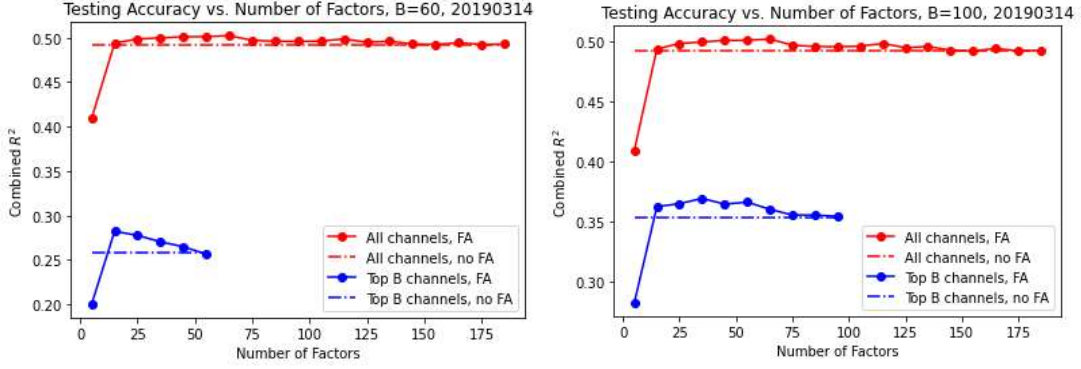 Testing Accuracy vs. Number of Factors, B=60, 20190314
0.50
0.45
0.40
0.35
0.30
0.25
0.20
Combined R²
0 25 50 75 100 125 150 175
Number of Factors
All channels, FA
All channels, no FA
Top B channels, FA
Top B channels, no FA
Testing Accuracy vs. Number of Factors, B=100, 20190314
0.50
0.45
0.40
0.35
0.30
Combined R²
0 25 50 75 100 125 150 175
Number of Factors
All channels, FA
All channels, no FA
Top B channels, FA
Top B channels, no FA